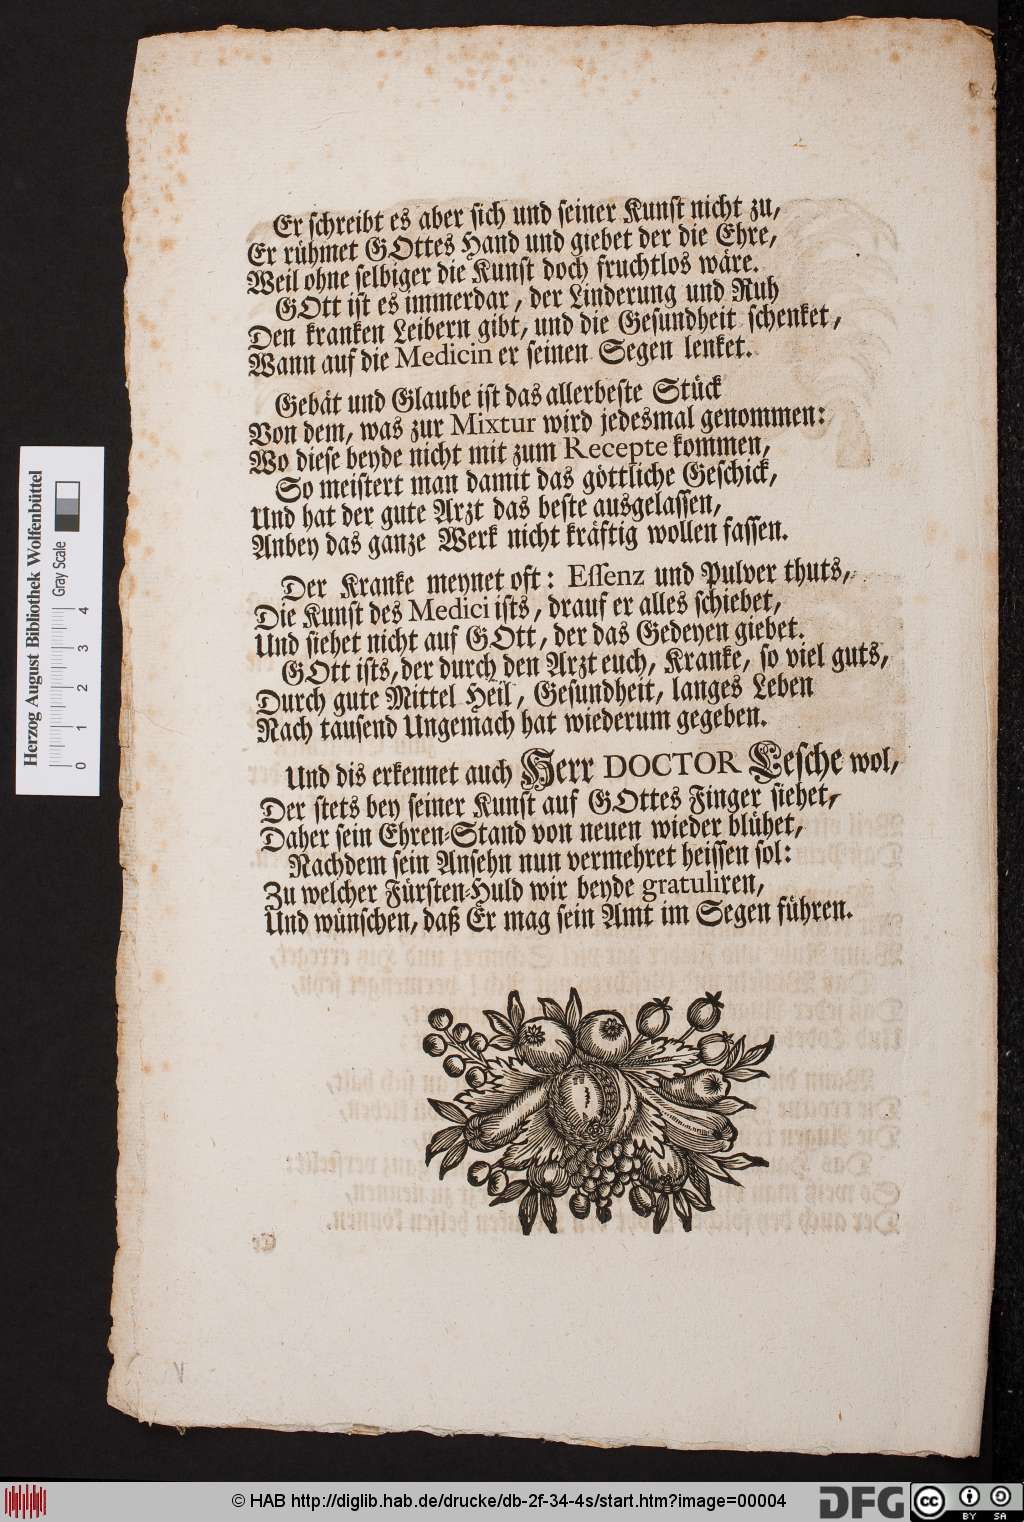 Er schreibt es aber sich und seiner Kunst nicht zu,
Er rühmet GOttes Hand und giebet der die Ehre,
Weil ohne selbiger die Kunst doch fruchtlos wäre.
GOtt ist es immerdar, der Linderung und Ruh
Den kranken Leibern gibt, und die Gesundheit schenket,
Wann auf die Medicin er seinen Segen lenket.
Gebät und Glaube ist das allerbeste Stück
Von dem, was zur Mixtur wird jedesmal genommen:
Wo diese beyde nicht mit zum Recepte kommen,
So meistert man damit das göttliche Geschick,
Und hat der gute Arzt das beste ausgelassen,
Anbey das ganze Werk nicht kräftig wollen fassen.
Der Kranke meynet oft: Essenz und Pulver thuts,
Die Kunst des Medici ists, drauf er alles schiebet,
Und siehet nicht auf GOtt, der das Gedeyen giebet.
GOtt ists, der durch den Arzt euch, Kranke, so viel guts,
Durch gute Mittel Heil, Gesundheit, langes Leben
Nach tausend Ungemach hat wiederum gegeben.
Und dis erkennet auch Herr DOCTOR Lesche wol,
Der stets bey seiner Kunst auf GOttes Finger siehet,
Daher sein Ehren-Stand von neuen wieder blühet,
Nachdem sein Ansehn nun vermehret heissen sol:
Zu welcher Fürsten-Huld wir beyde gratuliren,
Und wünschen, daß Er mag sein Amt im Segen führen.
Herzog August Bibliothek Wolfenbüttel
Gray Scale
0 1 2 3 4
© HAB http://diglib.hab.de/drucke/db-2f-34-4s/start.htm?image=00004
DFG
cc BY SA